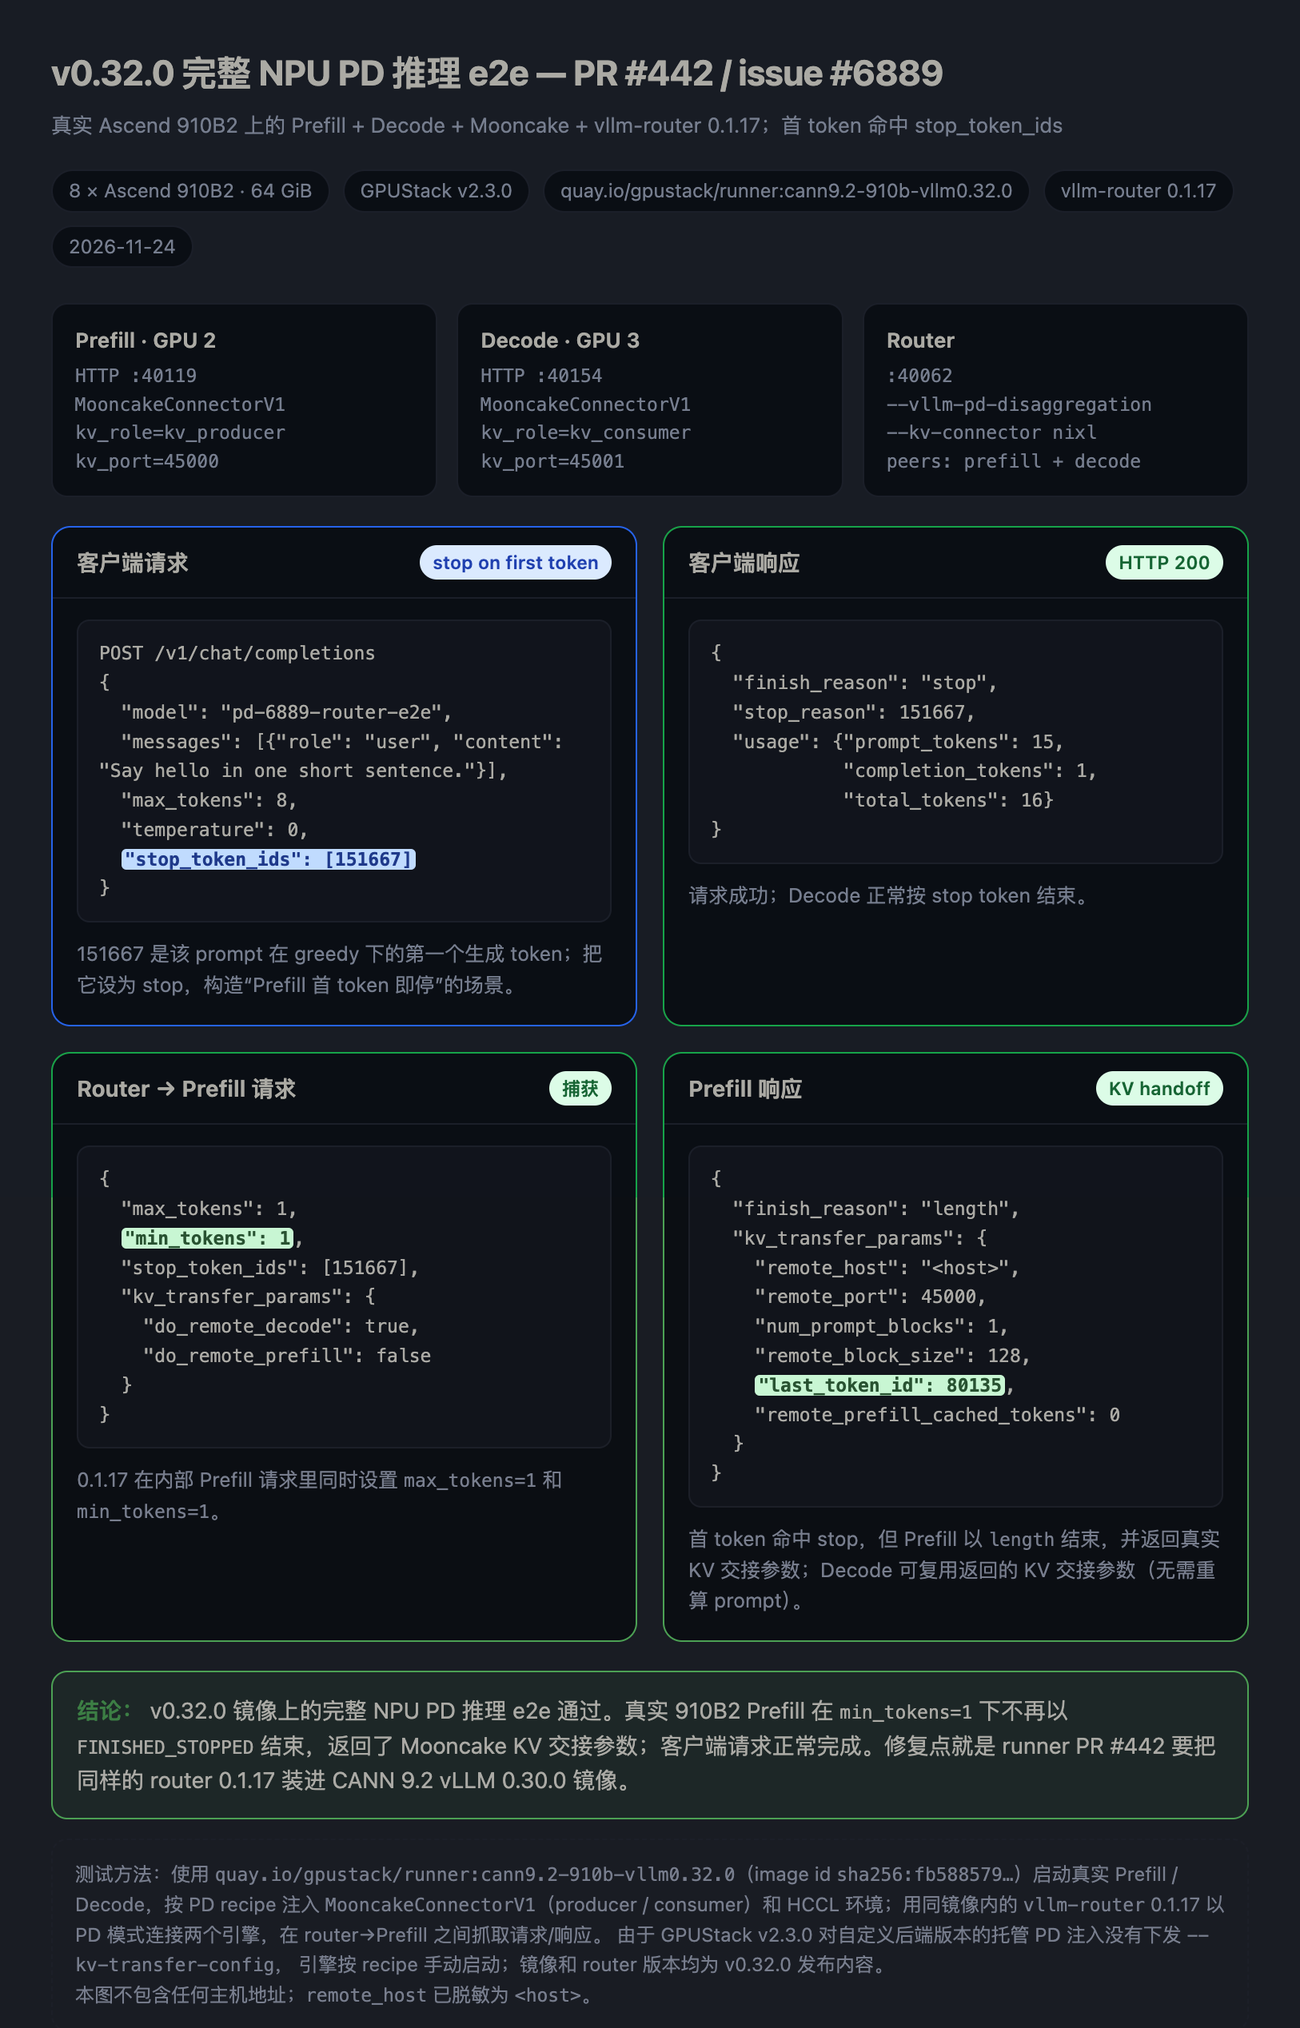 v0.32.0 完整 NPU PD 推理 e2e — PR #442 / issue #6889
真实 Ascend 910B2 上的 Prefill + Decode + Mooncake + vllm-router 0.1.17；首 token 命中 stop_token_ids
8 × Ascend 910B2 · 64 GiB
GPUStack v2.3.0
quay.io/gpustack/runner:cann9.2-910b-vllm0.32.0
vllm-router 0.1.17
2026-11-24
Prefill · GPU 2
HTTP :40119
MooncakeConnectorV1
kv_role=kv_producer
kv_port=45000
Decode · GPU 3
HTTP :40154
MooncakeConnectorV1
kv_role=kv_consumer
kv_port=45001
Router
:40062
--vllm-pd-disaggregation
--kv-connector nixl
peers: prefill + decode
客户端请求
stop on first token
POST /v1/chat/completions
{
  "model": "pd-6889-router-e2e",
  "messages": [{"role": "user", "content":
"Say hello in one short sentence."}],
  "max_tokens": 8,
  "temperature": 0,
  "stop_token_ids": [151667]
}
151667 是该 prompt 在 greedy 下的第一个生成 token；把
它设为 stop，构造“Prefill 首 token 即停”的场景。
客户端响应
HTTP 200
{
  "finish_reason": "stop",
  "stop_reason": 151667,
  "usage": {"prompt_tokens": 15,
            "completion_tokens": 1,
            "total_tokens": 16}
}
请求成功；Decode 正常按 stop token 结束。
Router → Prefill 请求
捕获
{
  "max_tokens": 1,
  "min_tokens": 1,
  "stop_token_ids": [151667],
  "kv_transfer_params": {
    "do_remote_decode": true,
    "do_remote_prefill": false
  }
}
0.1.17 在内部 Prefill 请求里同时设置 max_tokens=1 和
min_tokens=1。
Prefill 响应
KV handoff
{
  "finish_reason": "length",
  "kv_transfer_params": {
    "remote_host": "<host>",
    "remote_port": 45000,
    "num_prompt_blocks": 1,
    "remote_block_size": 128,
    "last_token_id": 80135,
    "remote_prefill_cached_tokens": 0
  }
}
首 token 命中 stop，但 Prefill 以 length 结束，并返回真实
KV 交接参数；Decode 可复用返回的 KV 交接参数（无需重
算 prompt）。
结论： v0.32.0 镜像上的完整 NPU PD 推理 e2e 通过。真实 910B2 Prefill 在 min_tokens=1 下不再以
FINISHED_STOPPED 结束，返回了 Mooncake KV 交接参数；客户端请求正常完成。修复点就是 runner PR #442 要把
同样的 router 0.1.17 装进 CANN 9.2 vLLM 0.30.0 镜像。
测试方法：使用 quay.io/gpustack/runner:cann9.2-910b-vllm0.32.0（image id sha256:fb588579…）启动真实 Prefill /
Decode，按 PD recipe 注入 MooncakeConnectorV1（producer / consumer）和 HCCL 环境；用同镜像内的 vllm-router 0.1.17 以
PD 模式连接两个引擎，在 router→Prefill 之间抓取请求/响应。 由于 GPUStack v2.3.0 对自定义后端版本的托管 PD 注入没有下发 --
kv-transfer-config， 引擎按 recipe 手动启动；镜像和 router 版本均为 v0.32.0 发布内容。
本图不包含任何主机地址；remote_host 已脱敏为 <host>。